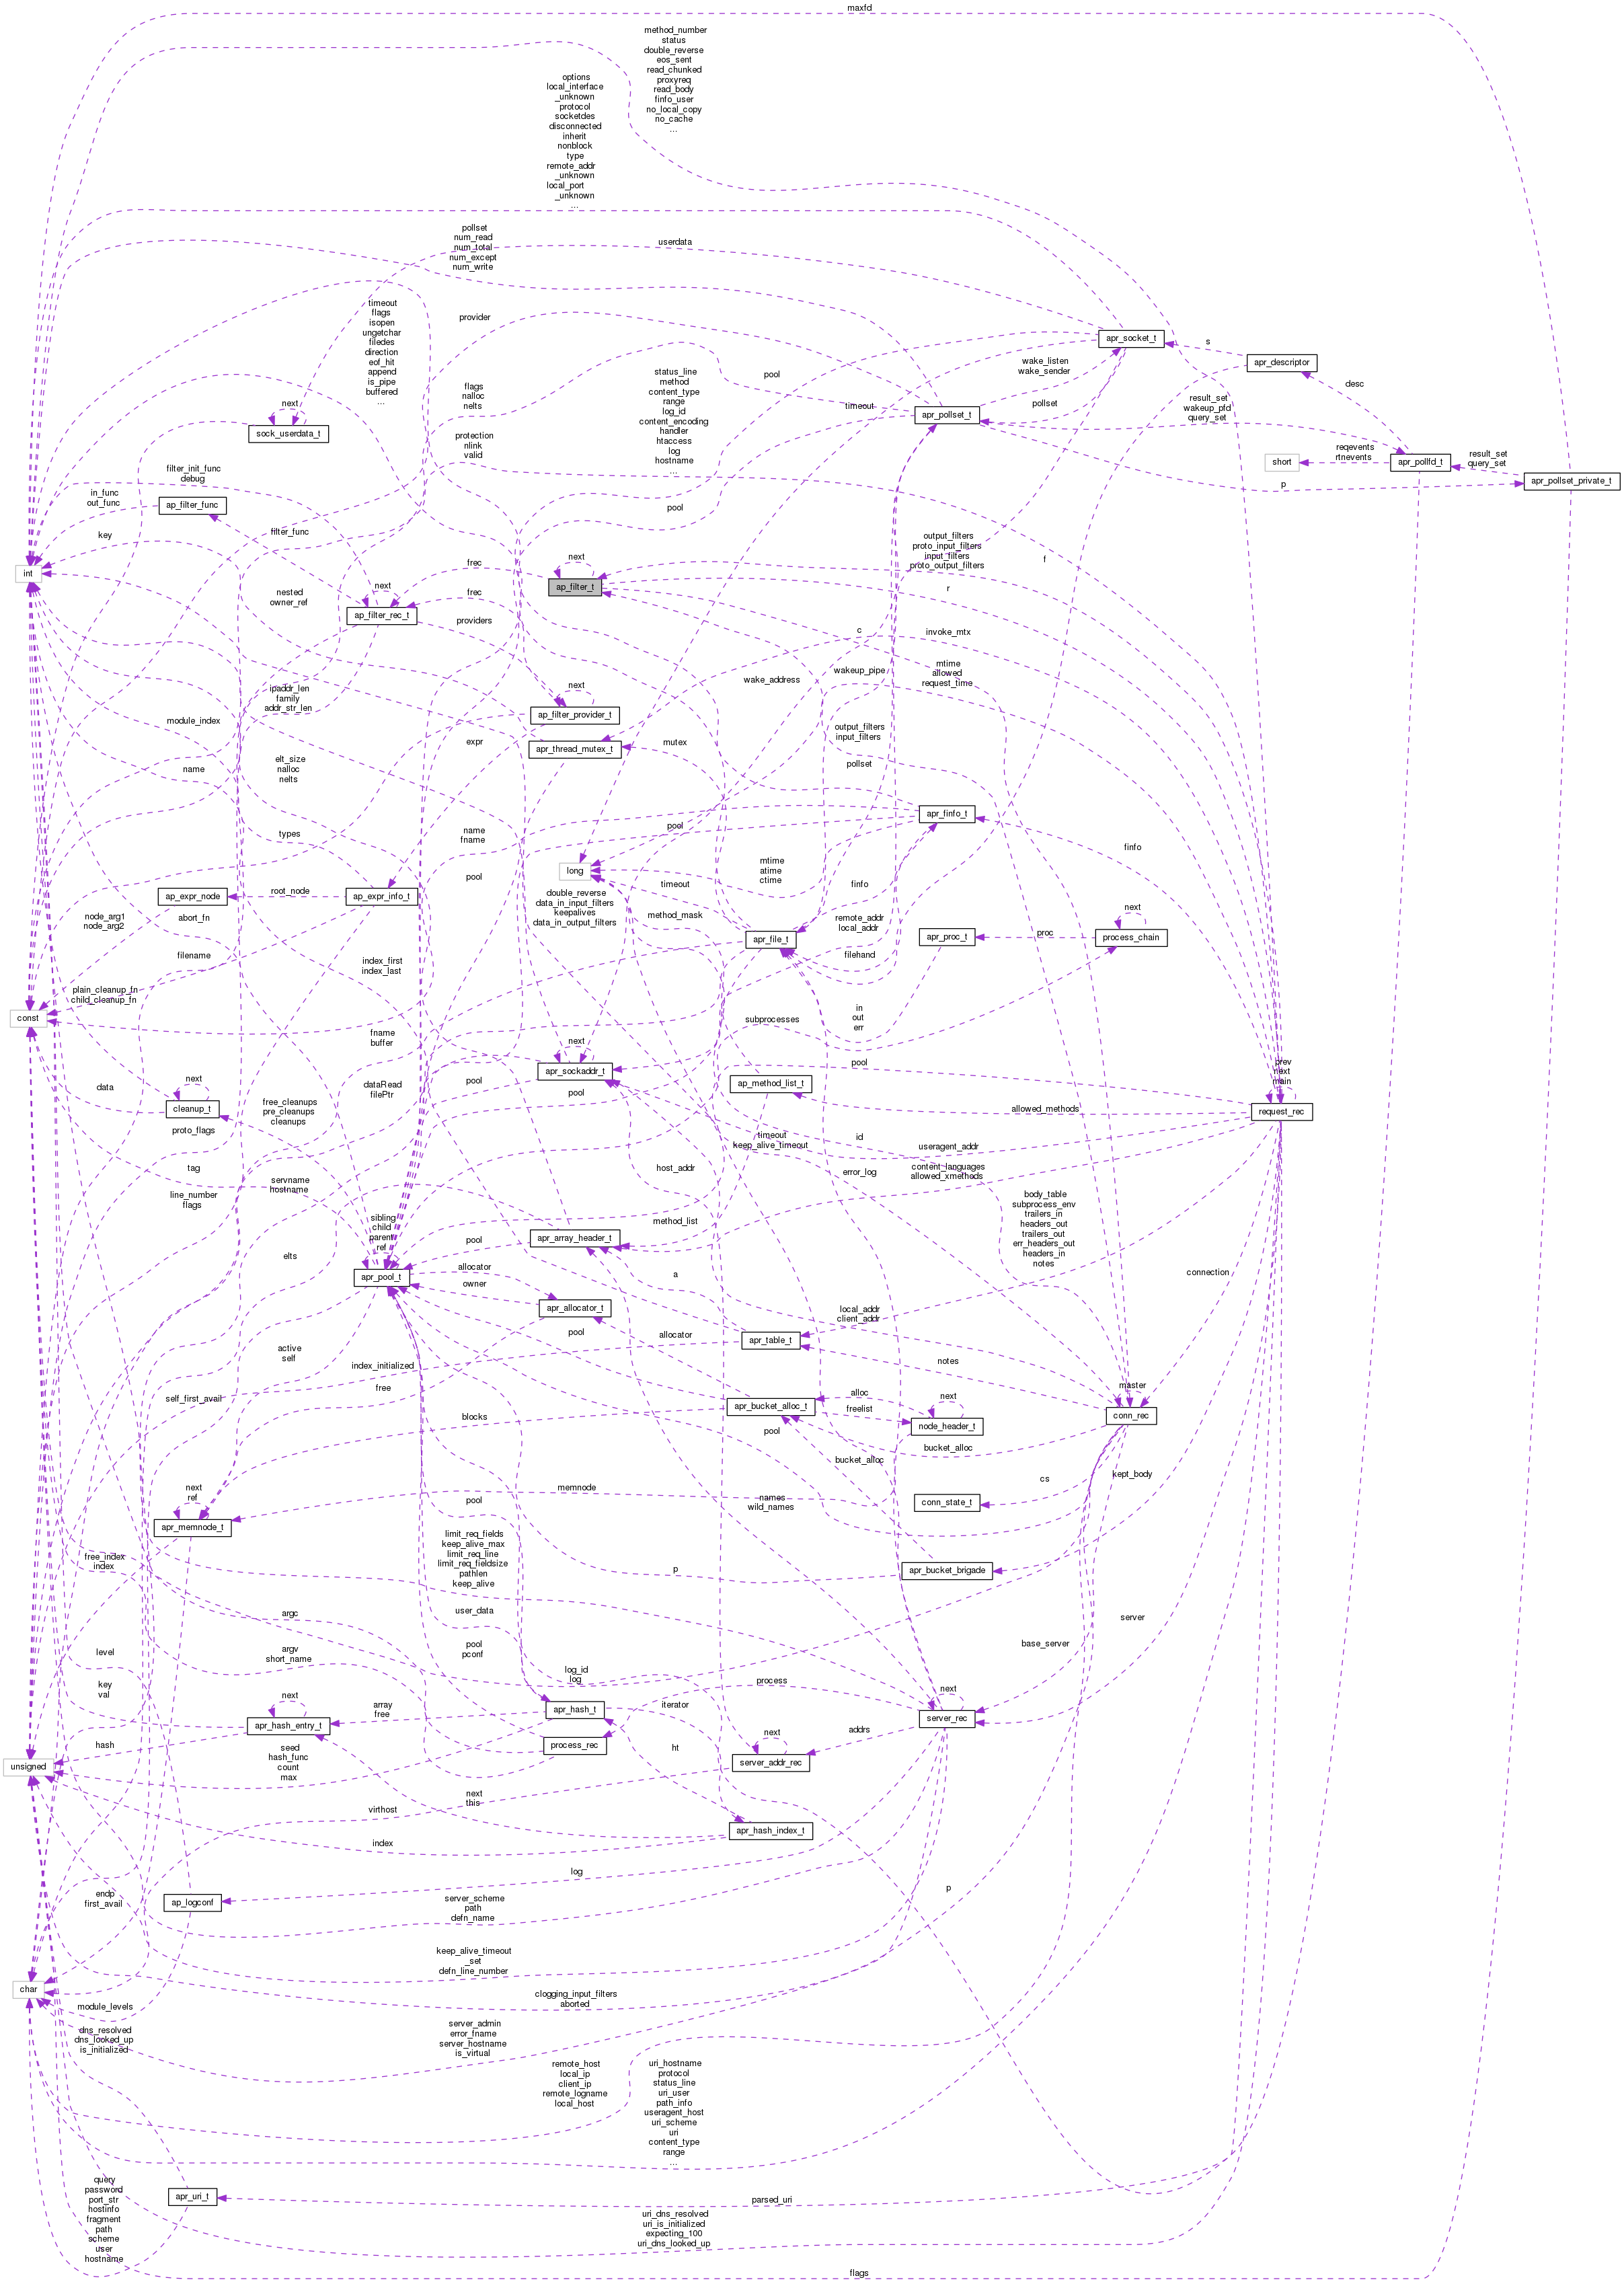 maxfd
method_number
status
double_reverse
eos_sent
read_chunked
proxyreq
read_body
finfo_user
no_local_copy
no_cache
...
options
local_interface
_unknown
protocol
socketdes
disconnected
inherit
nonblock
type
remote_addr
_unknown
local_port
_unknown
...
pollset
num_read
num_total
num_except
num_write
userdata
timeout
flags
isopen
ungetchar
filedes
direction
eof_hit
append
is_pipe
buffered
...
provider
apr_socket_t
s
apr_descriptor
wake_listen
wake_sender
pool
desc
flags
nalloc
nelts
status_line
method
content_type
range
log_id
content_encoding
handler
htaccess
log
hostname
...
timeout
pollset
result_set
wakeup_pfd
query_set
apr_pollset_t
next
sock_userdata_t
protection
nlink
valid
short
reqevents
rtnevents
apr_pollfd_t
result_set
query_set
apr_pollset_private_t
p
filter_init_func
debug
in_func
out_func
ap_filter_func
pool
key
filter_func
output_filters
proto_input_filters
input_filters
proto_output_filters
f
int
next
frec
ap_filter_t
r
nested
owner_ref
next
ap_filter_rec_t
frec
providers
c
invoke_mtx
wakeup_pipe
mtime
allowed
request_time
wake_address
ipaddr_len
family
addr_str_len
next
ap_filter_provider_t
module_index
expr
apr_thread_mutex_t
mutex
output_filters
input_filters
pollset
name
elt_size
nalloc
nelts
apr_finfo_t
types
name
fname
pool
finfo
long
mtime
atime
ctime
pool
timeout
finfo
ap_expr_node
root_node
ap_expr_info_t
double_reverse
data_in_input_filters
keepalives
data_in_output_filters
method_mask
remote_addr
local_addr
next
node_arg1
node_arg2
abort_fn
apr_file_t
apr_proc_t
proc
process_chain
filehand
filename
index_first
index_last
plain_cleanup_fn
child_cleanup_fn
const
subprocesses
in
out
err
fname
buffer
next
apr_sockaddr_t
pool
prev
next
main
data
next
cleanup_t
dataRead
filePtr
pool
pool
ap_method_list_t
allowed_methods
request_rec
free_cleanups
pre_cleanups
cleanups
proto_flags
timeout
keep_alive_timeout
id
useragent_addr
tag
host_addr
error_log
content_languages
allowed_xmethods
servname
hostname
line_number
flags
body_table
subprocess_env
trailers_in
headers_out
trailers_out
err_headers_out
headers_in
notes
sibling
child
parent
ref
method_list
elts
pool
apr_array_header_t
connection
apr_pool_t
allocator
owner
a
apr_allocator_t
local_addr
client_addr
pool
allocator
apr_table_t
active
self
index_initialized
notes
free
master
self_first_avail
alloc
next
blocks
apr_bucket_alloc_t
freelist
node_header_t
conn_rec
pool
bucket_alloc
bucket_alloc
kept_body
next
ref
memnode
cs
names
wild_names
conn_state_t
pool
apr_memnode_t
limit_req_fields
keep_alive_max
limit_req_line
limit_req_fieldsize
pathlen
keep_alive
free_index
index
p
apr_bucket_brigade
argc
user_data
server
base_server
level
argv
short_name
pool
pconf
log_id
log
process
next
key
val
next
array
free
iterator
apr_hash_t
server_rec
apr_hash_entry_t
addrs
hash
process_rec
next
ht
unsigned
seed
hash_func
count
max
server_addr_rec
next
this
virthost
apr_hash_index_t
index
log
endp
first_avail
ap_logconf
server_scheme
path
defn_name
p
keep_alive_timeout
_set
defn_line_number
char
clogging_input_filters
aborted
module_levels
dns_resolved
dns_looked_up
is_initialized
server_admin
error_fname
server_hostname
is_virtual
remote_host
local_ip
client_ip
remote_logname
local_host
uri_hostname
protocol
status_line
uri_user
path_info
useragent_host
uri_scheme
uri
content_type
range
...
query
password
port_str
hostinfo
fragment
path
scheme
user
hostname
apr_uri_t
parsed_uri
uri_dns_resolved
uri_is_initialized
expecting_100
uri_dns_looked_up
flags